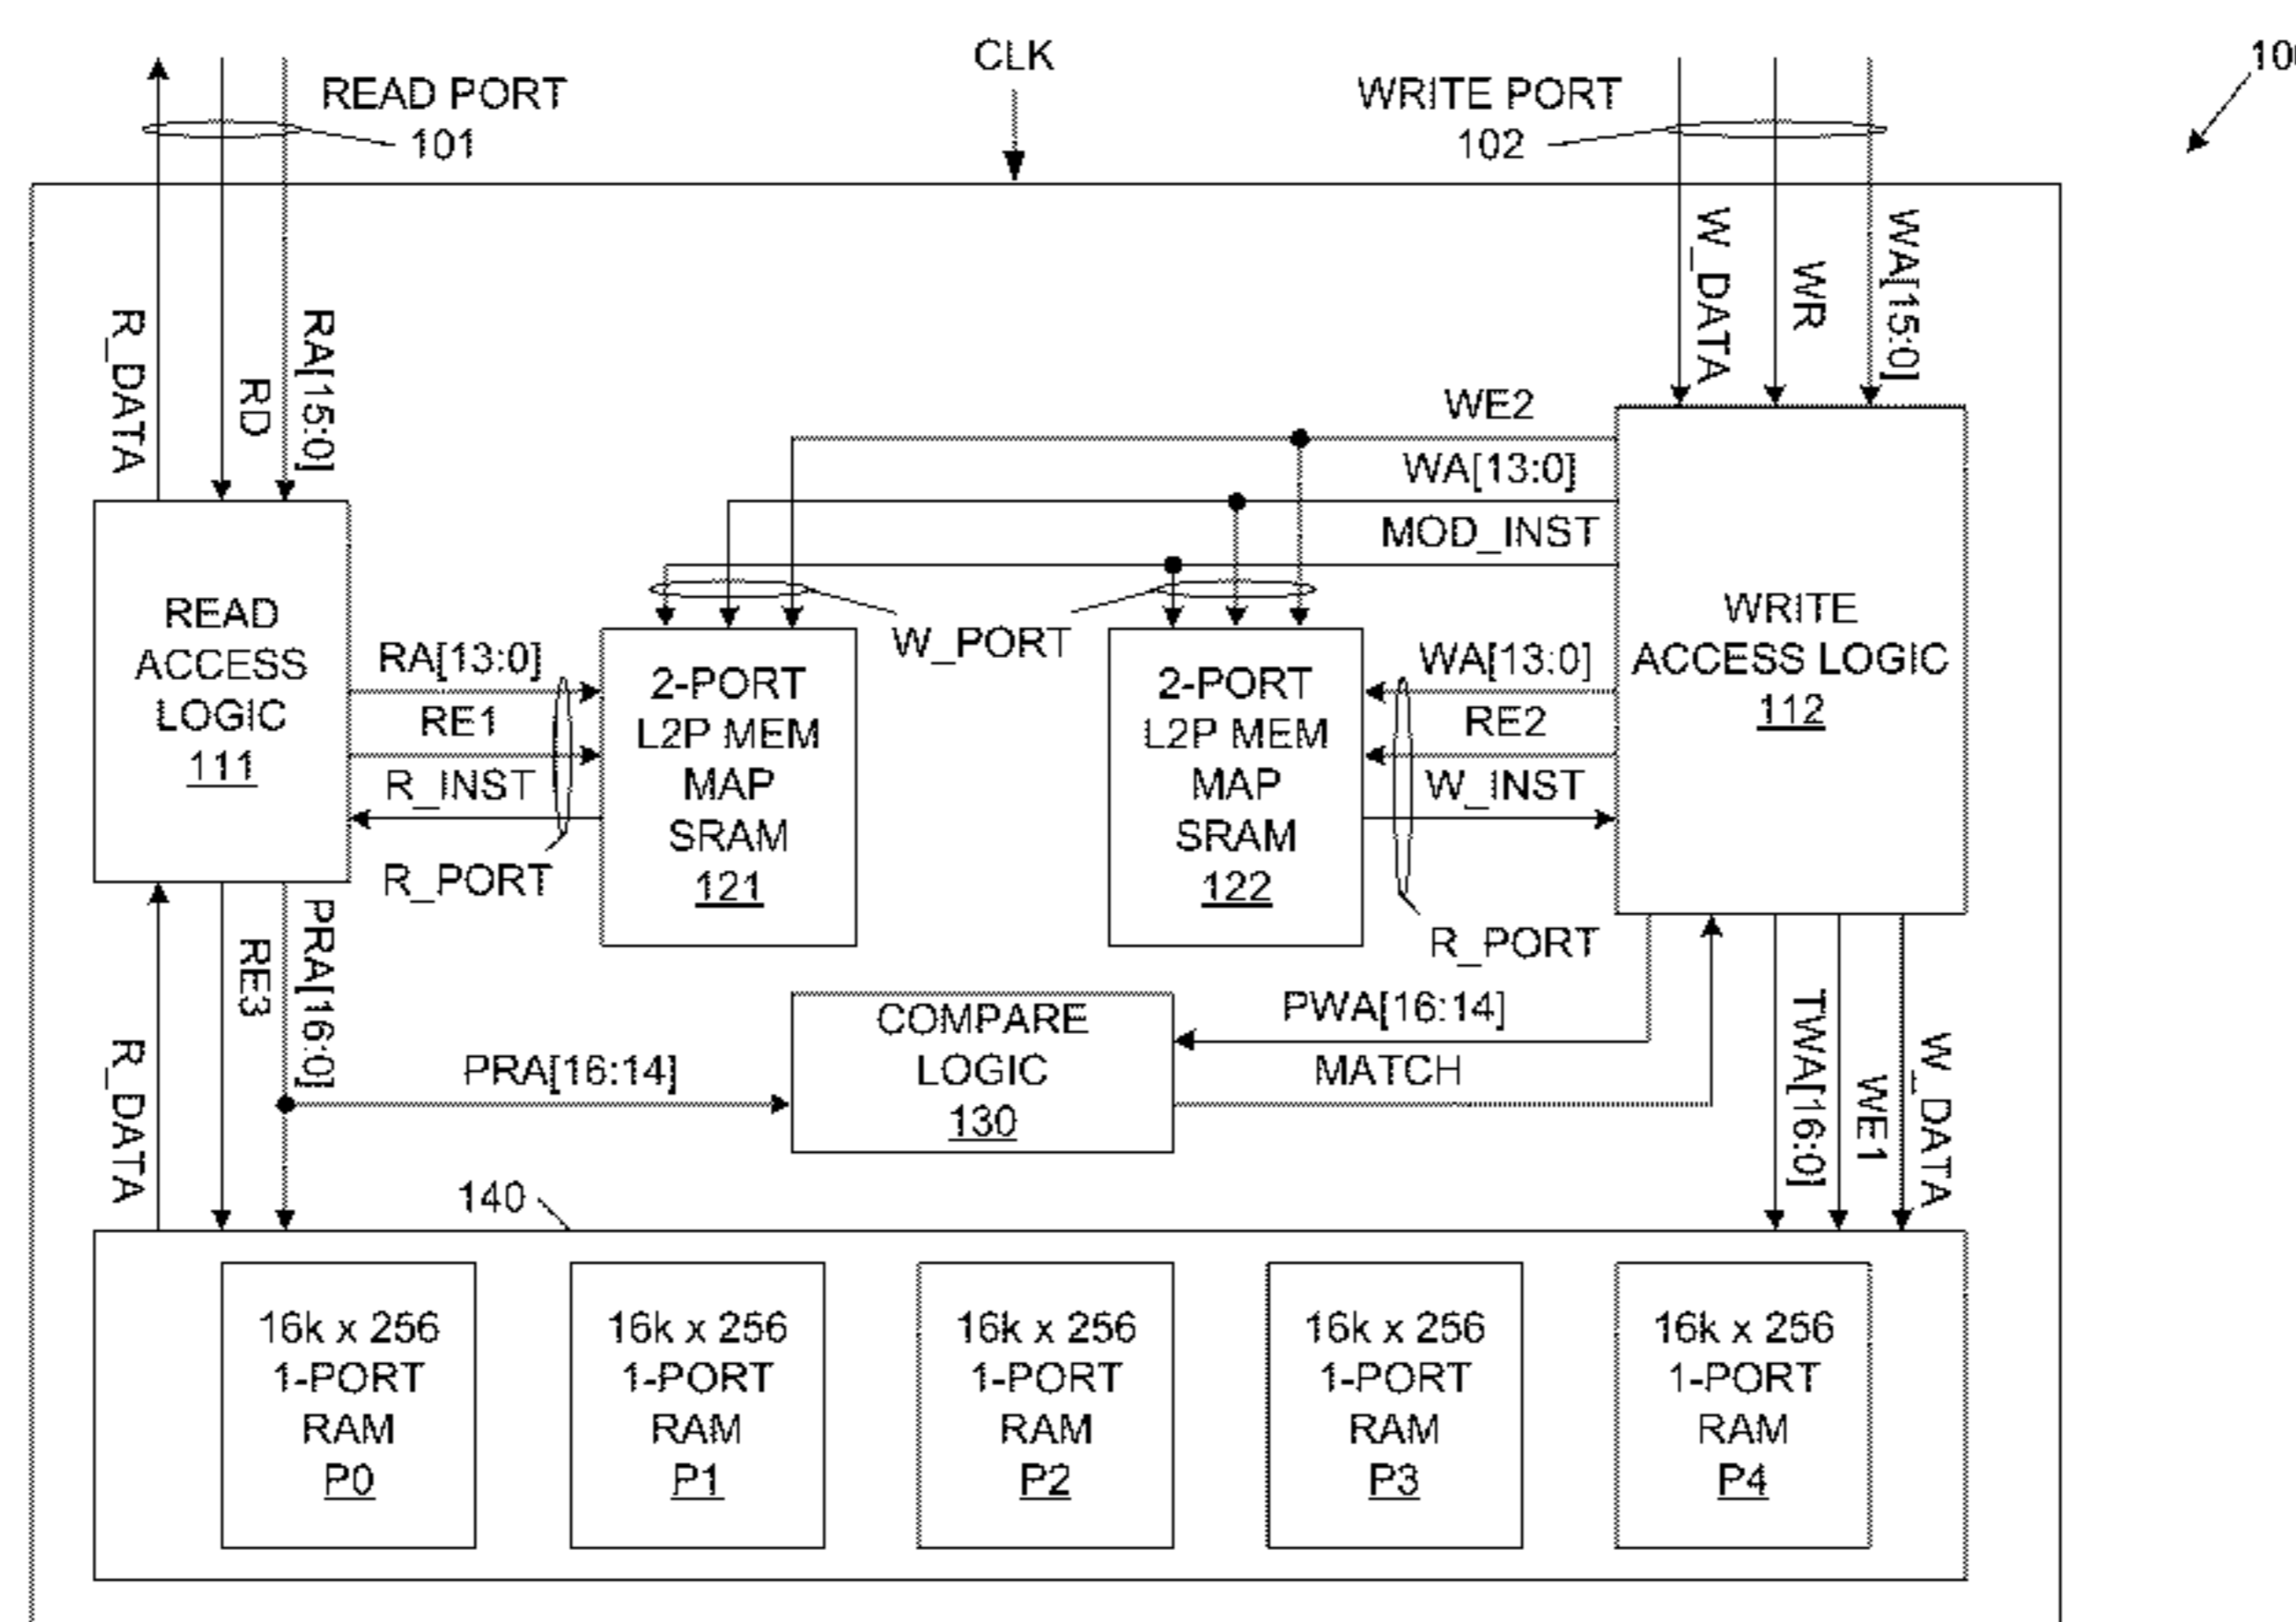 CLK
100
READ PORT
101
WRITE PORT
102
R_DATA
RD
RA[15:0]
W_DATA
WR
WA[15:0]
WE2
WA[13:0]
MOD_INST
READ
ACCESS
LOGIC
111
RA[13:0]
RE1
R_INST
R_PORT
W_PORT
2-PORT
L2P MEM
MAP
SRAM
121
2-PORT
L2P MEM
MAP
SRAM
122
WA[13:0]
RE2
W_INST
R_PORT
WRITE
ACCESS LOGIC
112
R_DATA
RE3
PRA[16:0]
PRA[16:14]
COMPARE
LOGIC
130
PWA[16:14]
MATCH
TWA[16:0]
WE1
W_DATA
140
16k x 256
1-PORT
RAM
P0
16k x 256
1-PORT
RAM
P1
16k x 256
1-PORT
RAM
P2
16k x 256
1-PORT
RAM
P3
16k x 256
1-PORT
RAM
P4